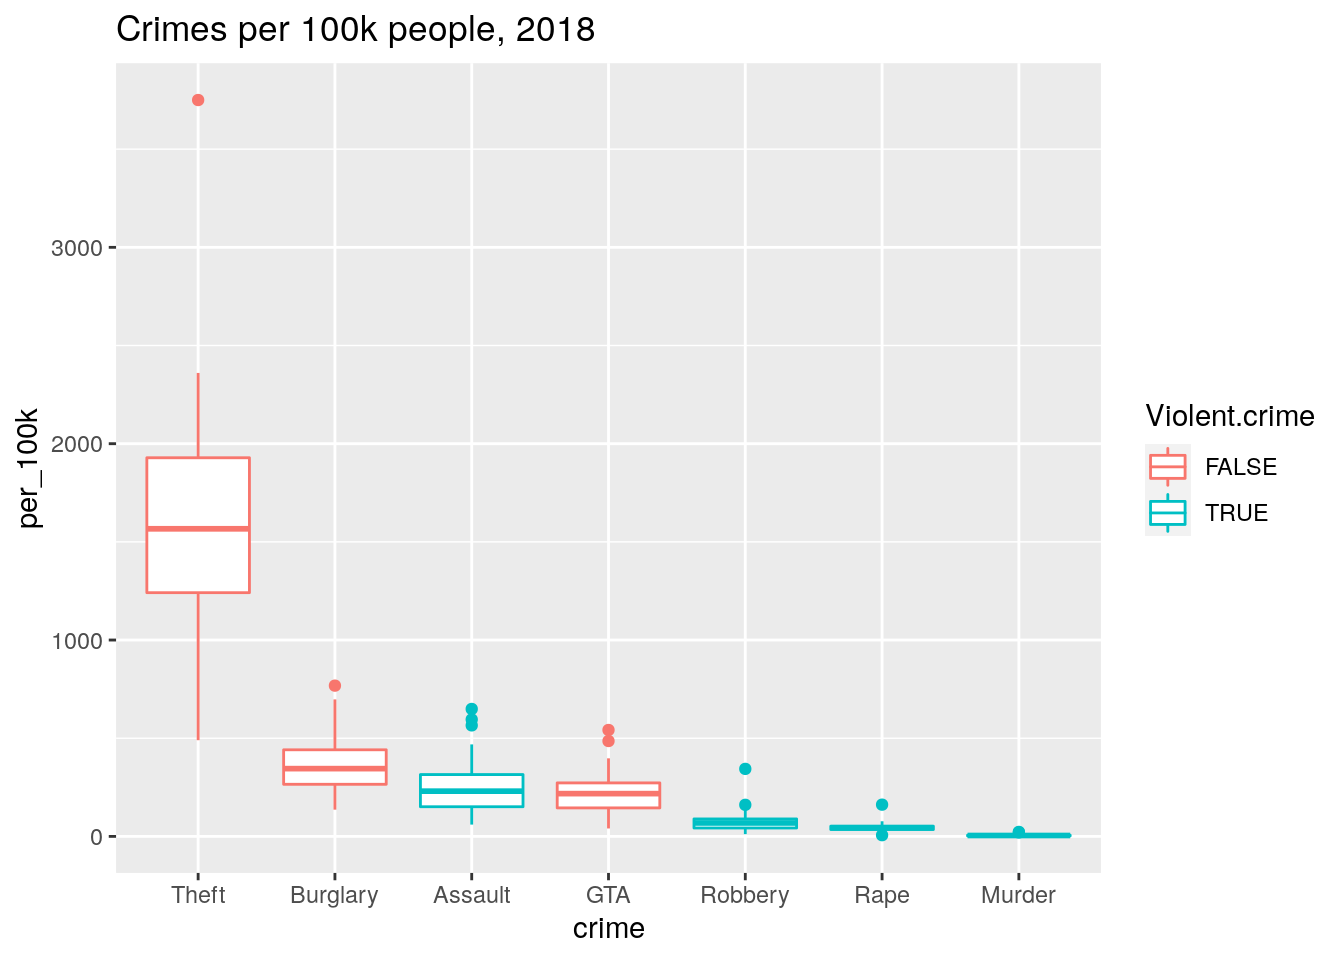 Crimes per 100k people, 2018
per_100k
3000
2000
1000
0
Theft Burglary Assault GTA Robbery Rape Murder
crime
Violent.crime
FALSE
TRUE